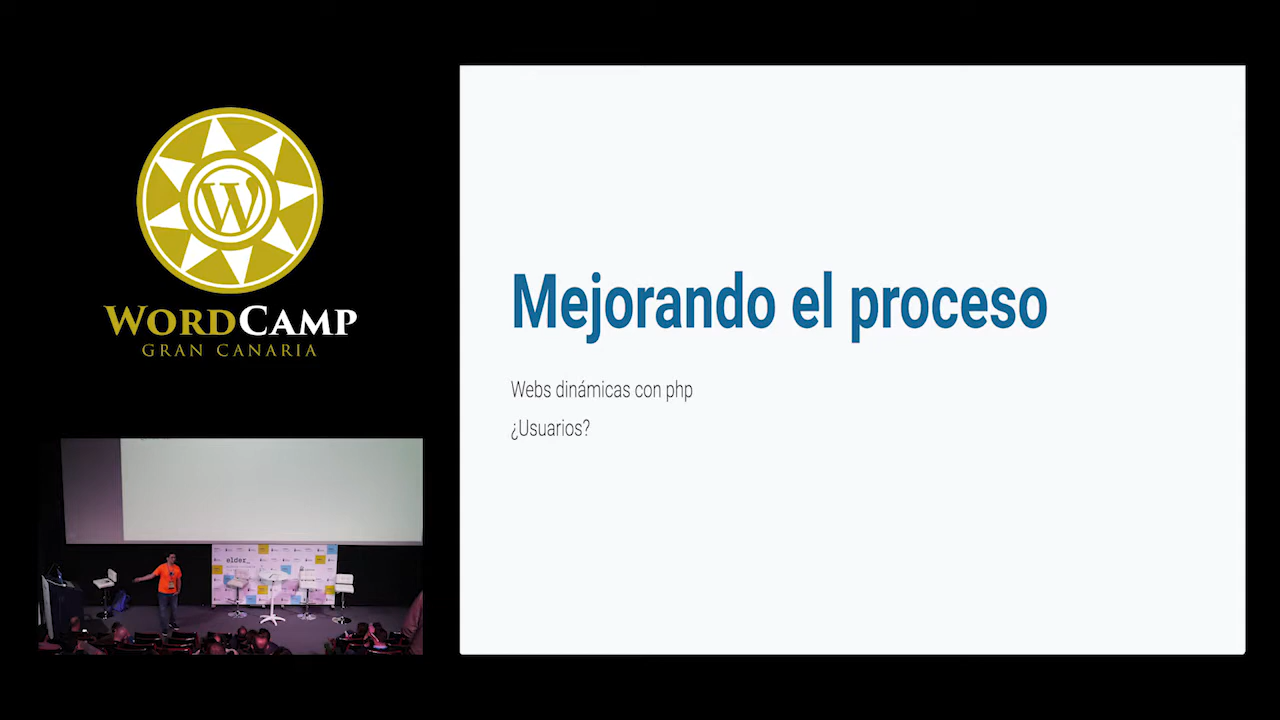 WORDCAMP
GRAN CANARIA
Mejorando el proceso
Webs dinámicas con php
¿Usuarios?
elder_